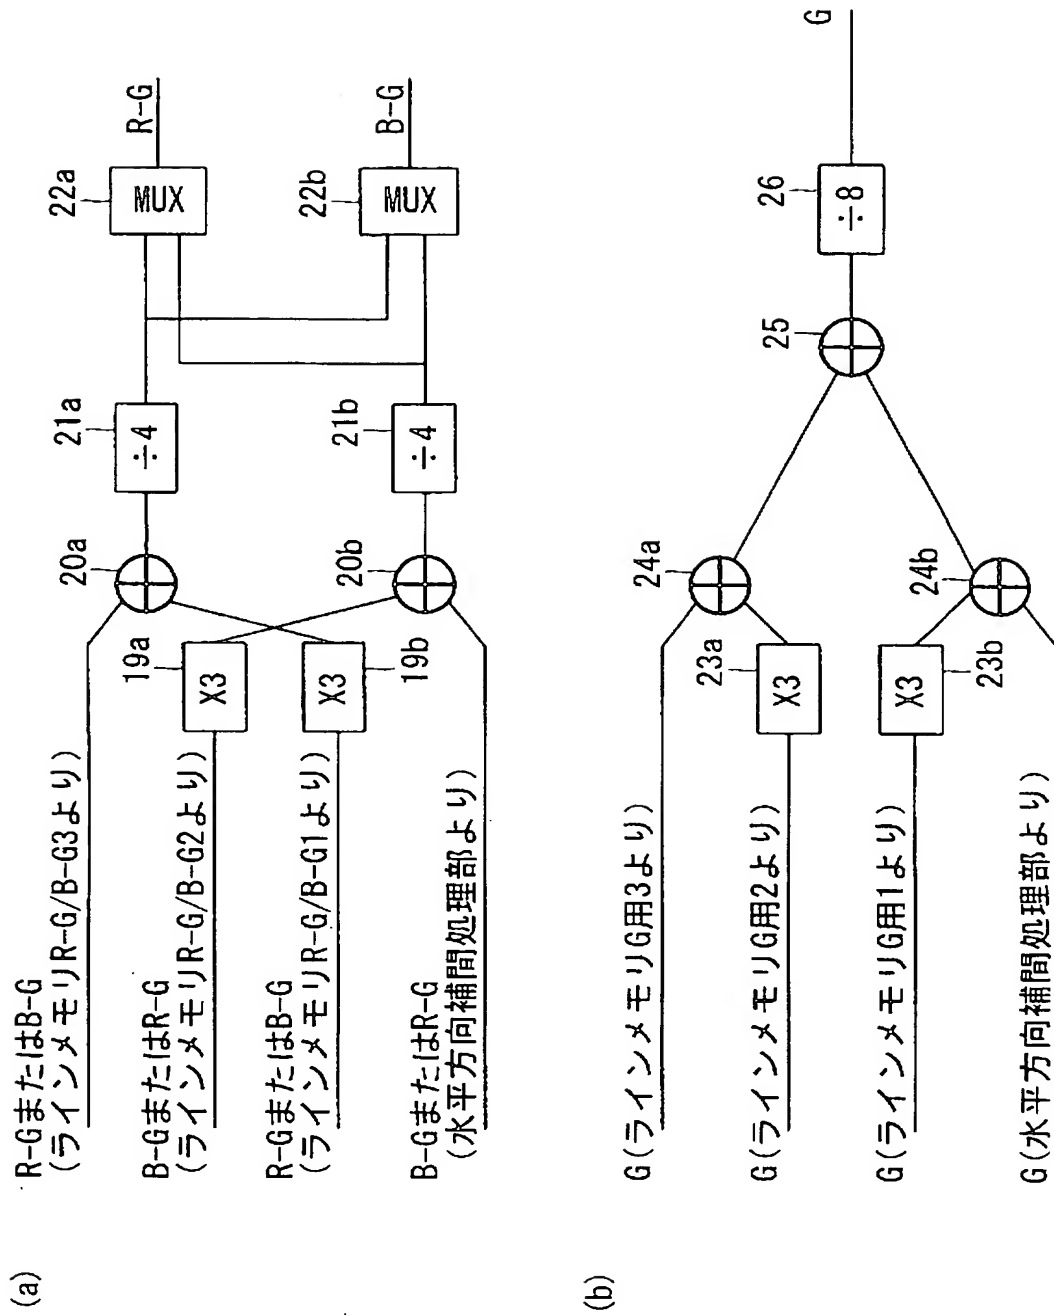 (a)
R-GまたはB-G
(ラインメモリR-G/B-G3より)
B-GまたはR-G
(ラインメモリR-G/B-G2より)
R-GまたはB-G
(ラインメモリR-G/B-G1より)
B-GまたはR-G
(水平方向補間処理部より)
19a
X3
X3
19b
20a
20b
21a
÷4
21b
÷4
22a
MUX
22b
MUX
R-G
B-G
(b)
G(ラインメモリG用3より)
G(ラインメモリG用2より)
G(ラインメモリG用1より)
G(水平方向補間処理部より)
23a
X3
X3
23b
24a
24b
25
26
÷8
G